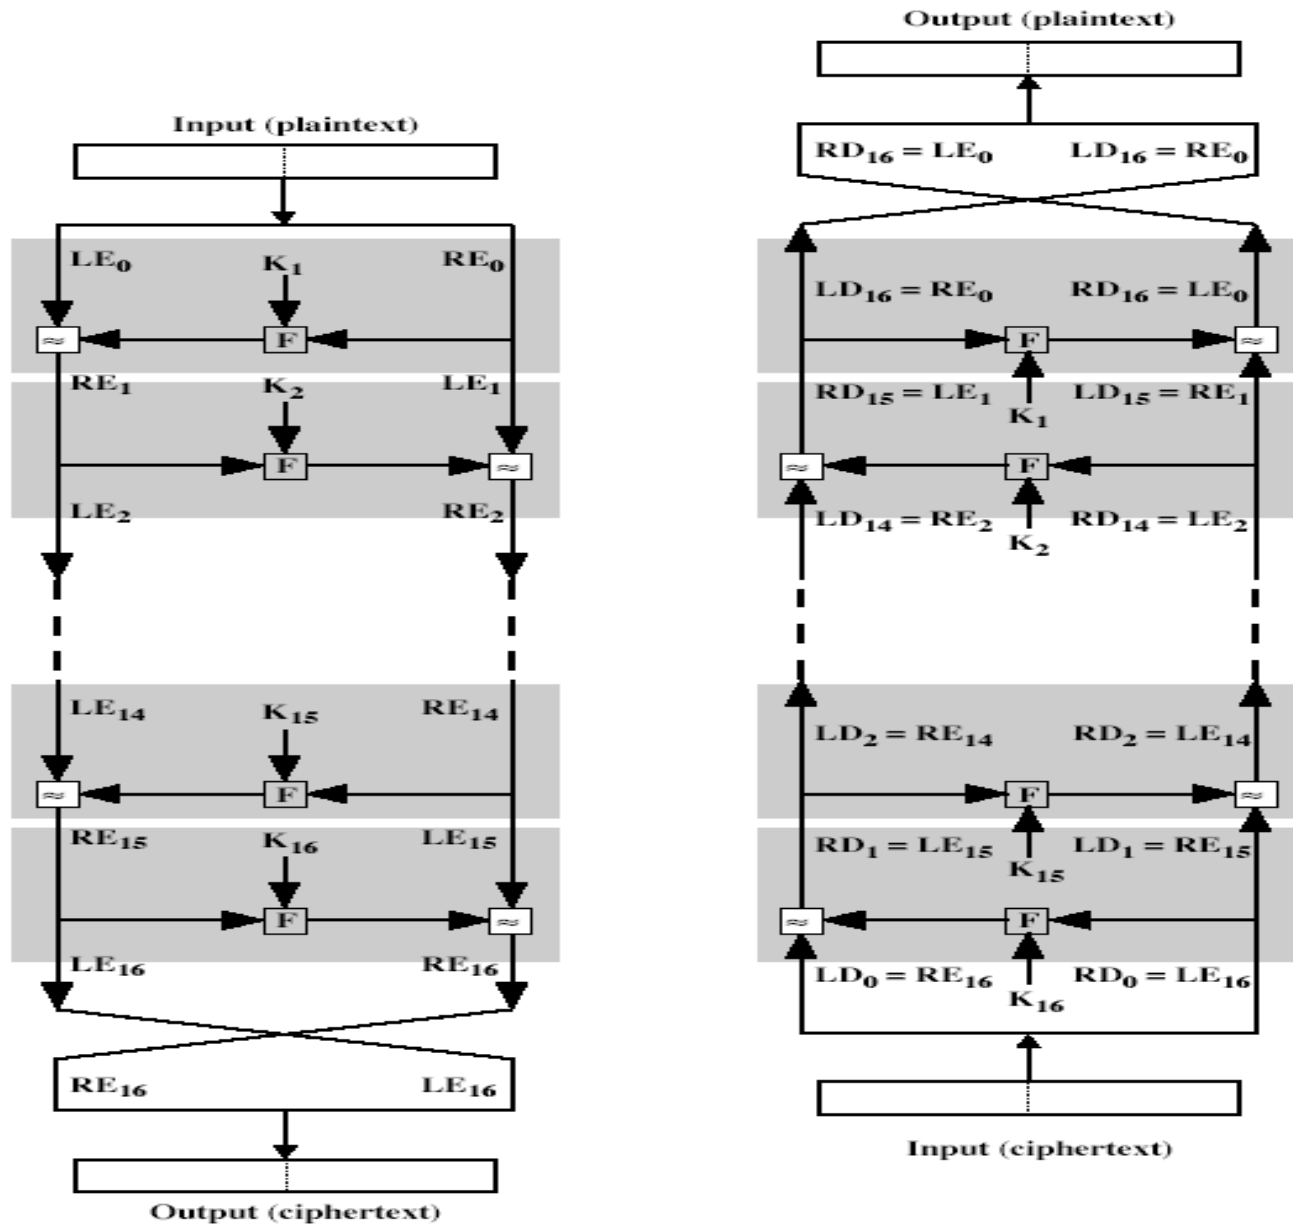 Input (plaintext)
LE0 K1 RE0
≈ F
RE1 K2 LE1
F ≈
LE2 RE2
LE14 K15 RE14
≈ F
RE15 K16 LE15
F ≈
LE16 RE16
RE16 LE16
Output (ciphertext)
Output (plaintext)
RD16 = LE0 LD16 = RE0
LD16 = RE0 RD16 = LE0
F ≈
RD15 = LE1 K1 LD15 = RE1
≈ F
LD14 = RE2 K2 RD14 = LE2
LD2 = RE14 RD2 = LE14
F ≈
RD1 = LE15 K15 LD1 = RE15
≈ F
LD0 = RE16 K16 RD0 = LE16
Input (ciphertext)